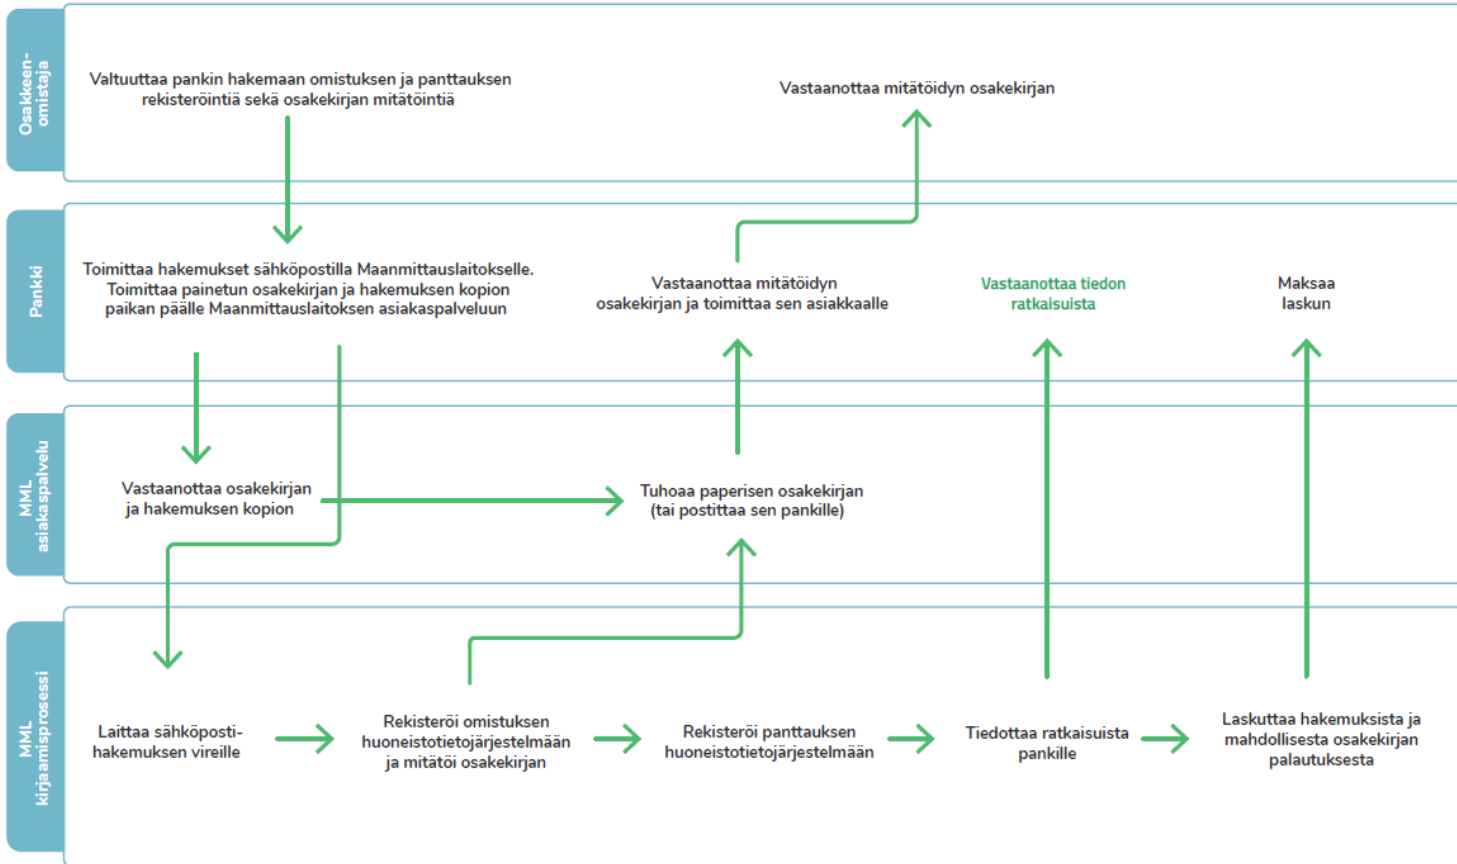 Osakkeen-
omistaja
Valtuuttaa pankin hakemaan omistuksen ja panttauksen
rekisteröintiä sekä osakekirjan mitätöintiä
Vastaanottaa mitätöidyn osakekirjan
Pankki
Toimittaa hakemukset sähköpostilla Maanmittauslaitokselle.
Toimittaa painetun osakekirjan ja hakemuksen kopion
paikan päälle Maanmittauslaitoksen asiakaspalveluun
Vastaanottaa mitätöidyn
osakekirjan ja toimittaa sen asiakkaalle
Vastaanottaa tiedon
ratkaisuista
Maksaa
laskun
MML
asiakaspalvelu
Vastaanottaa osakekirjan
ja hakemuksen kopion
Tuhoaa paperisen osakekirjan
(tai postittaa sen pankille)
MML
kirjaamisprosessi
Laittaa sähköposti-
hakemuksen vireille
Rekisteröi omistuksen
huoneistotietojärjestelmään
ja mitätöi osakekirjan
Rekisteröi panttauksen
huoneistotietojärjestelmään
Tiedottaa ratkaisuista
pankille
Laskuttaa hakemuksista ja
mahdollisesta osakekirjan
palautuksesta